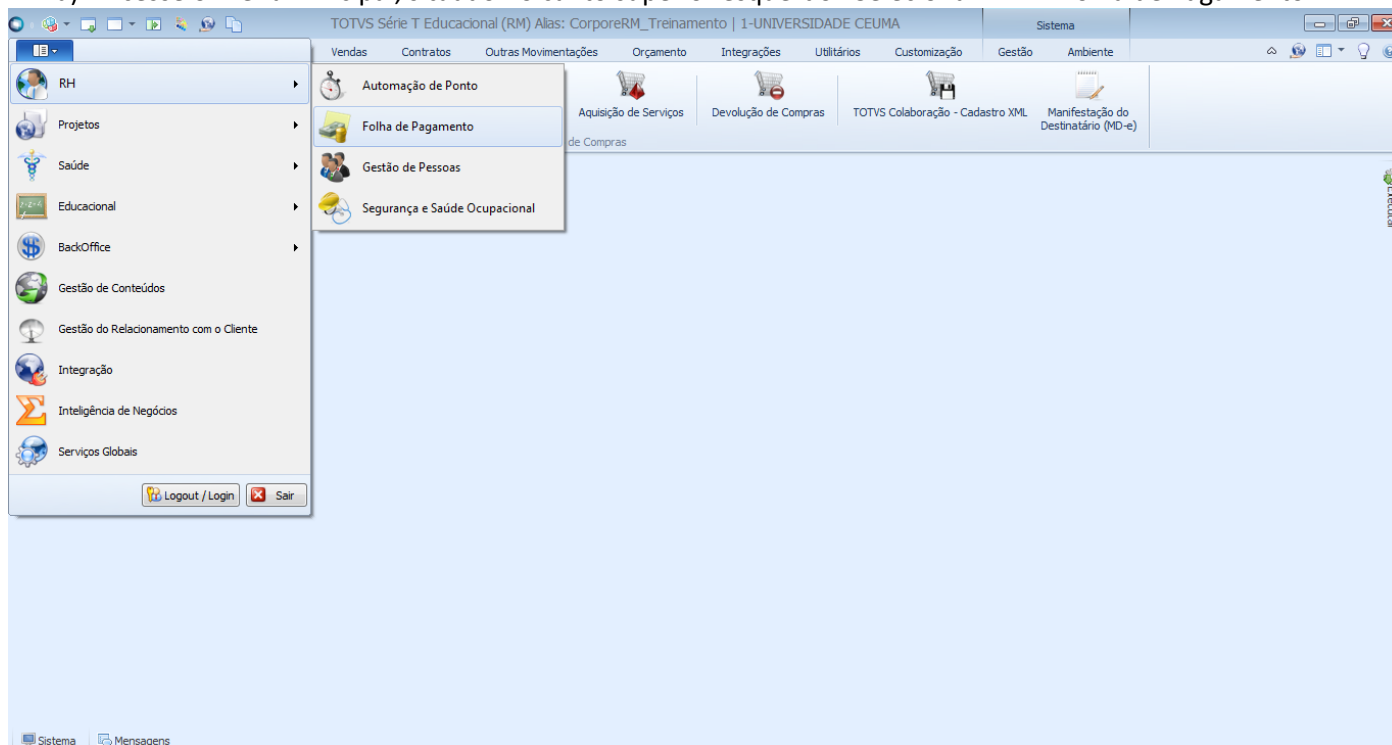 TOTVS Série T Educacional (RM) Alias: CorporeRM_Treinamento | 1-UNIVERSIDADE CEUMA
Sistema
Vendas Contratos Outras Movimentações Orçamento Integrações Utilitários Customização Gestão Ambiente
RH
Projetos
Saúde
Educacional
BackOffice
Gestão de Conteúdos
Gestão do Relacionamento com o Cliente
Integração
Inteligência de Negócios
Serviços Globais
Logout / Login Sair
Automação de Ponto
Folha de Pagamento
Gestão de Pessoas
Segurança e Saúde Ocupacional
Aquisição de Serviços
Devolução de Compras
TOTVS Colaboração - Cadastro XML
Manifestação do
Destinatário (MD-e)
de Compras
Executar
Sistema Mensagens